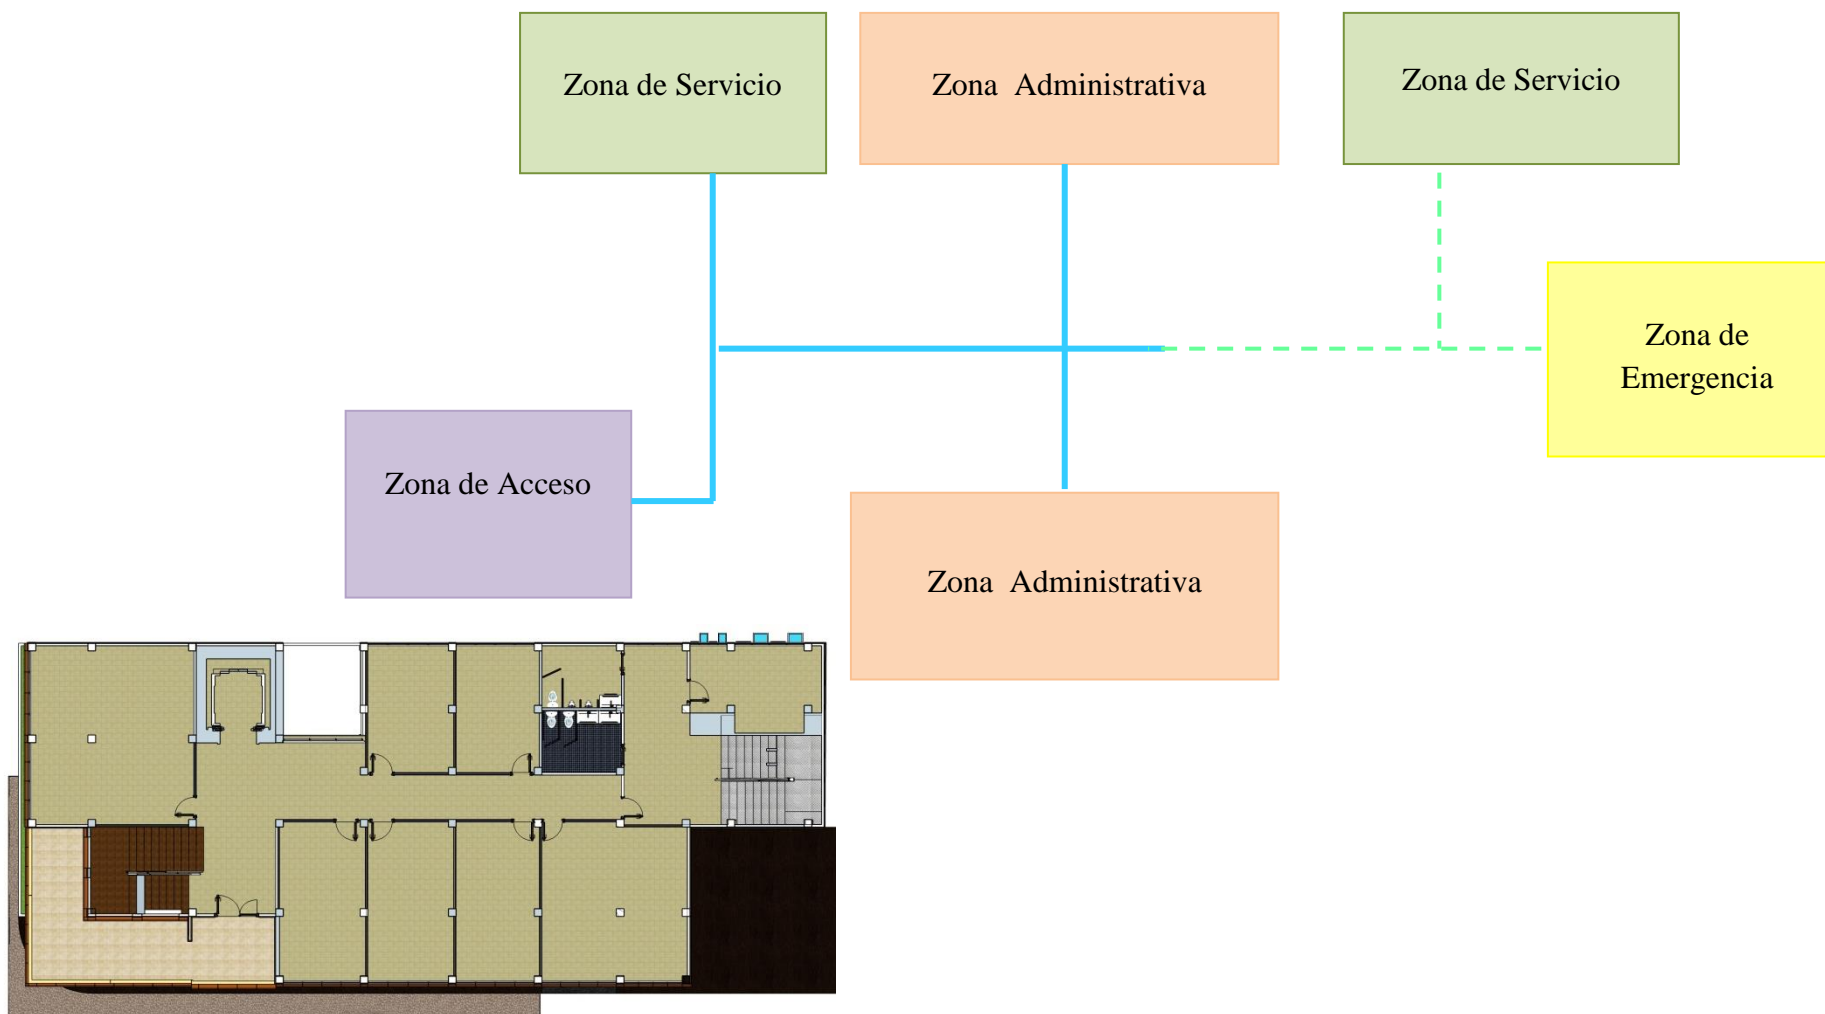 Zona de Servicio
Zona  Administrativa
Zona de Servicio
Zona de
Emergencia
Zona de Acceso
Zona  Administrativa